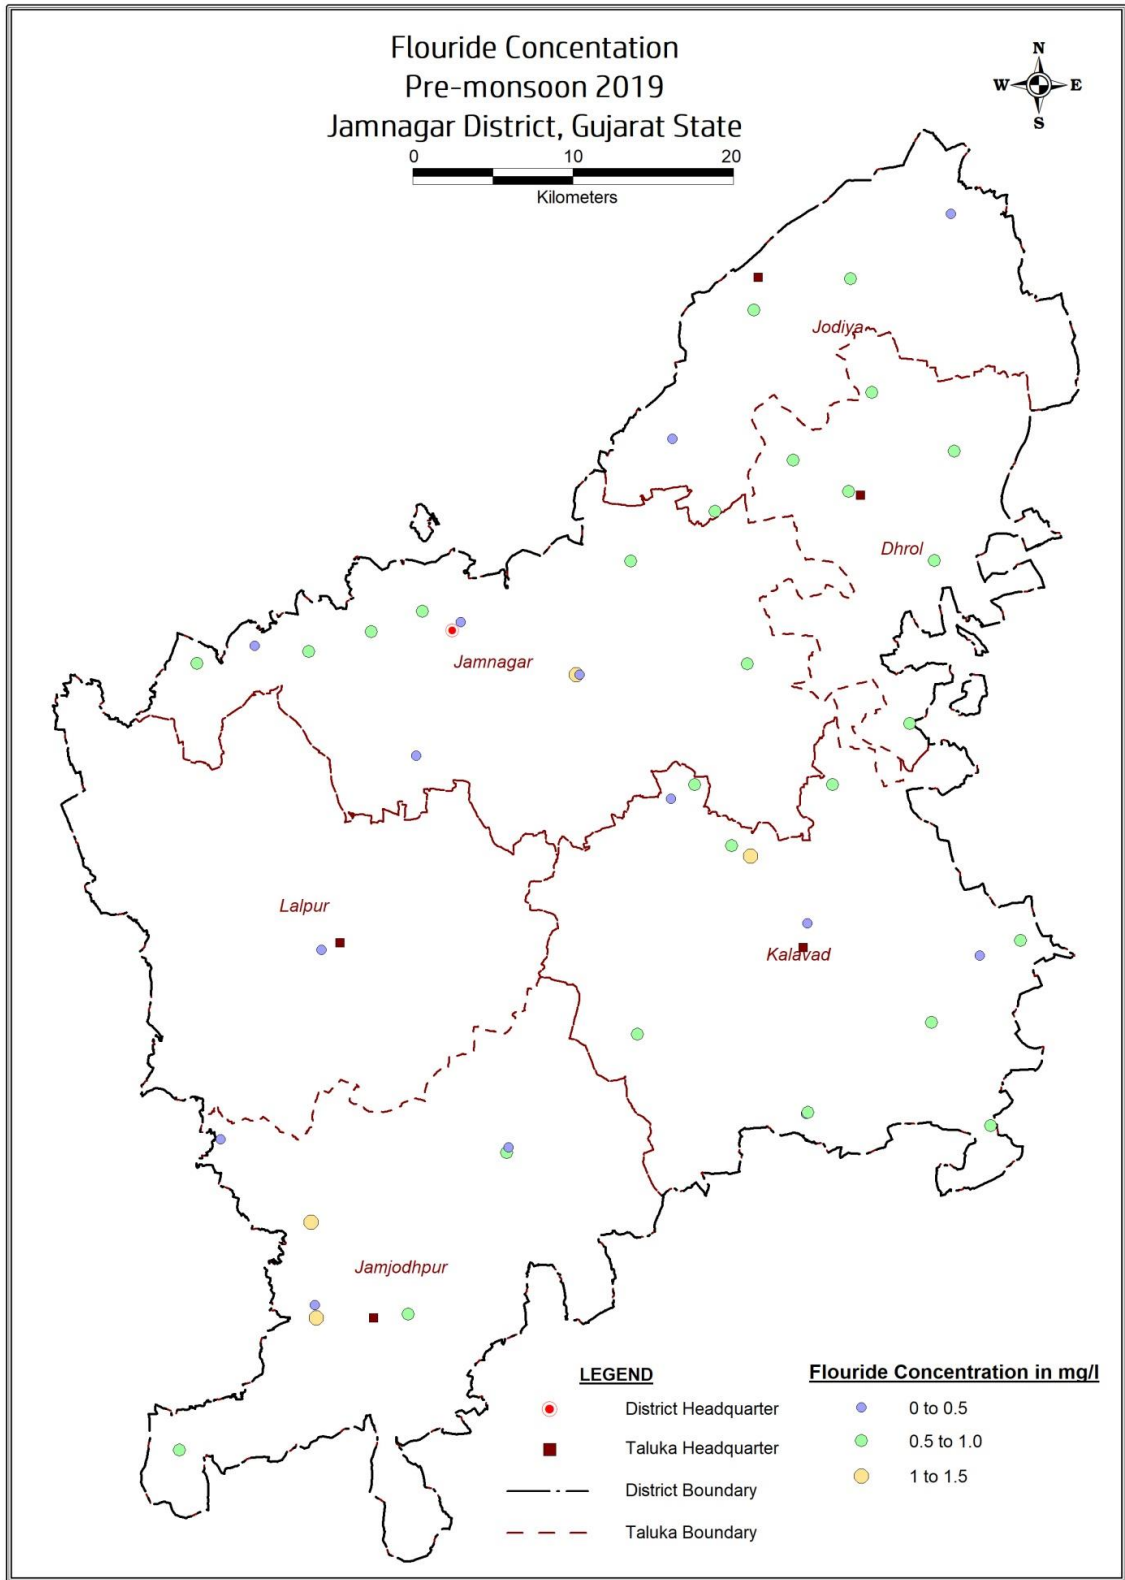 Flouride Concentation
Pre-monsoon 2019
Jamnagar District, Gujarat State
0 10 20
Kilometers
N
W E
S
Jodiya
Dhrol
Jamnagar
Lalpur
Kalavad
Jamjodhpur
LEGEND
District Headquarter
Taluka Headquarter
District Boundary
Taluka Boundary
Flouride Concentration in mg/l
0 to 0.5
0.5 to 1.0
1 to 1.5